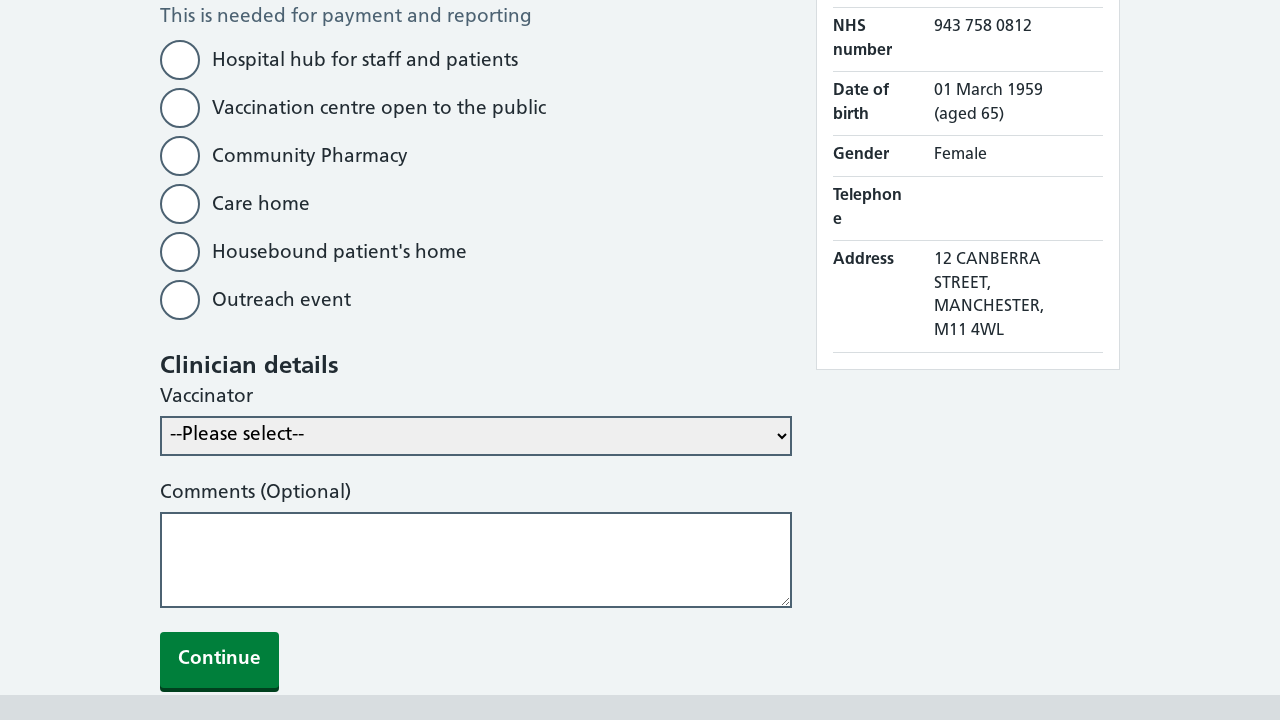 This is needed for payment and reporting
Hospital hub for staff and patients
Vaccination centre open to the public
Community Pharmacy
Care home
Housebound patient's home
Outreach event
Clinician details
Vaccinator
--Please select--
Comments (Optional)
Continue
NHS number
943 758 0812
Date of birth
01 March 1959 (aged 65)
Gender
Female
Telephon
e
Address
12 CANBERRA
STREET,
MANCHESTER,
M11 4WL